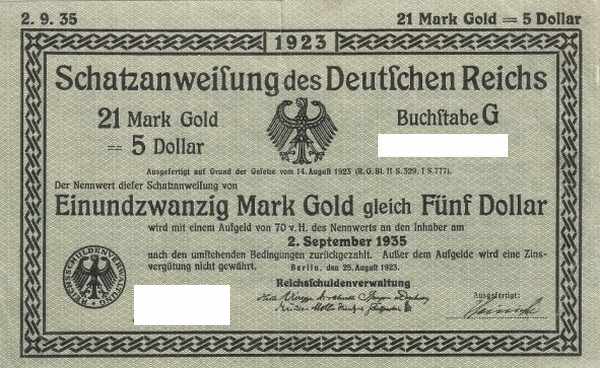 2. 9. 35
21 Mark Gold = 5 Dollar
1923
Schatzanweiſung des Deutſchen Reichs
21 Mark Gold
= 5 Dollar
Buchſtabe G
Ausgefertigt auf Grund der Geſetze vom 14. Auguſt 1923 (R. G. Bl. II S. 329, I S. 777).
Der Nennwert dieſer Schatzanweiſung von
Einundzwanzig Mark Gold gleich Fünf Dollar
wird mit einem Aufgeld von 70 v. H. des Nennwerts an den Inhaber am
2. September 1935
nach den umſtehenden Bedingungen zurückgezahlt. Außer dem Aufgelde wird eine Zins-
vergütung nicht gewährt.
Berlin, den 25. Auguſt 1923.
Reichsſchuldenverwaltung
REICHSSCHULDENVERWALTUNG
Ausgefertigt: